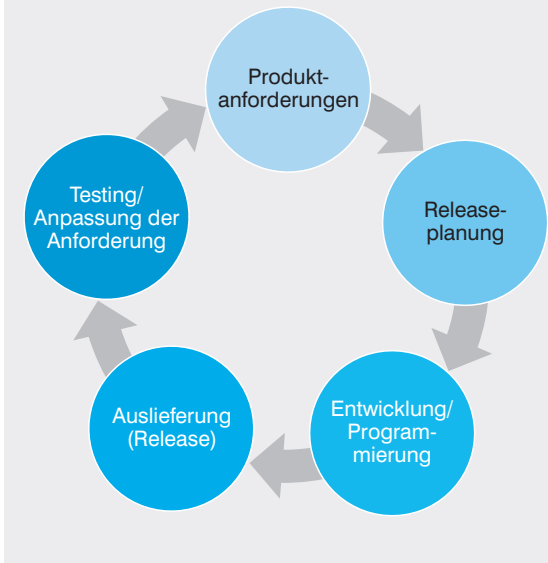 Produkt-
anforderungen
Release-
planung
Entwicklung/
Program-
mierung
Auslieferung
(Release)
Testing/
Anpassung der
Anforderung